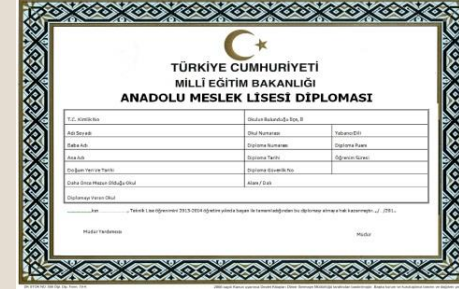 TÜRKİYE CUMHURİYETİ
MİLLÎ EĞİTİM BAKANLIĞI
ANADOLU MESLEK LİSESİ DİPLOMASI
T.C. Kimlik No
Okulun Bulunduğu İlçe, İl
Adı Soyadı
Okul Numarası
Yabancı Dili
Baba Adı
Diploma Numarası
Diploma Puanı
Ana Adı
Diploma Tarihi
Öğrenim Süresi
Doğum Yeri ve Tarihi
Diploma Güvenlik No
Daha Önce Mezun Olduğu Okul
Alan / Dalı
Diplomayı Veren Okul
Teknik Lise öğrenimini 2013-2014 öğretim yılında başarı ile tamamladığından bu diplomayı almaya hak kazanmıştır.
Müdür Yardımcısı
Müdür